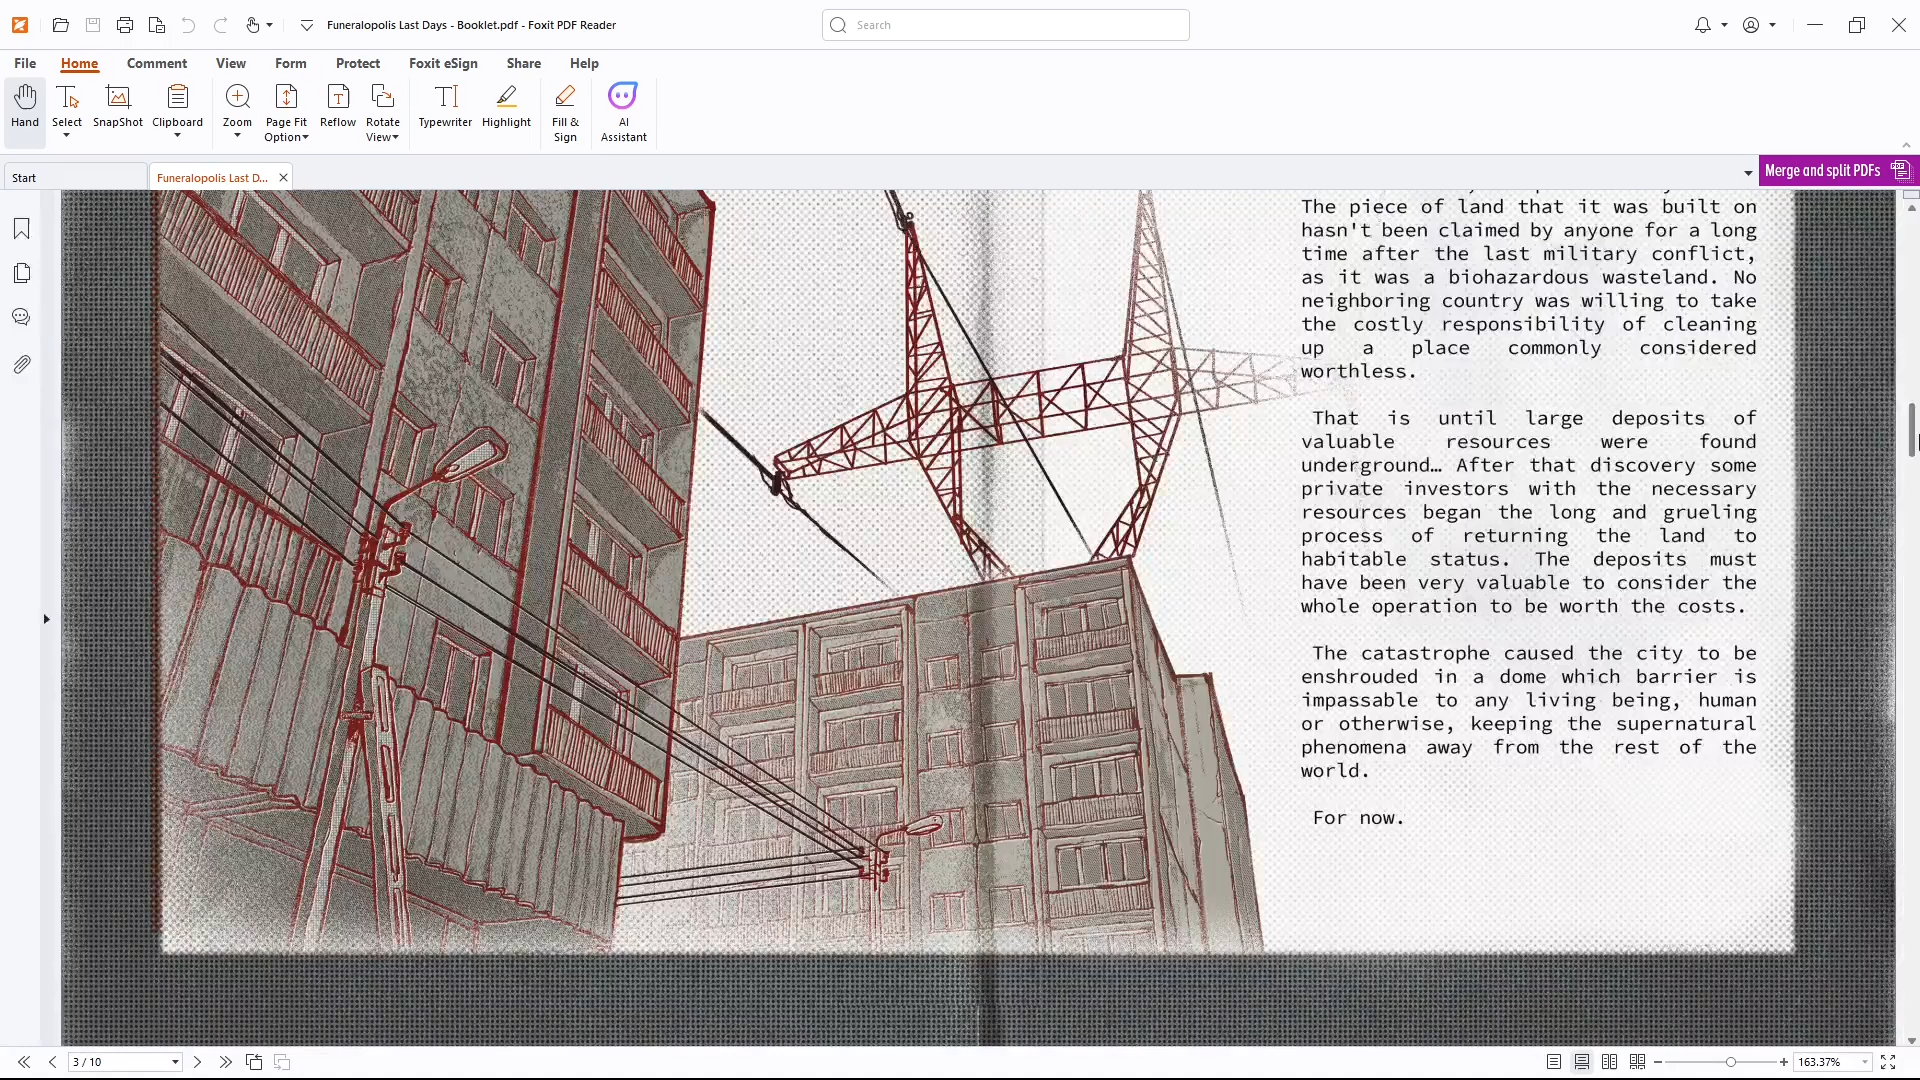 Funeralopolis Last Days - Booklet.pdf - Foxit PDF Reader
Search
File Home Comment View Form Protect Foxit eSign Share Help
Hand
Select
SnapShot
Clipboard
Zoom
Page Fit
Option
Reflow
Rotate
View
Typewriter
Highlight
Fill &
Sign
AI
Assistant
Start
Funeralopolis Last D...
Merge and split PDFs
The piece of land that it was built on
hasn't been claimed by anyone for a long
time after the last military conflict,
as it was a biohazardous wasteland. No
neighboring country was willing to take
the costly responsibility of cleaning
up a place commonly considered
worthless.
That is until large deposits of
valuable resources were found
underground… After that discovery some
private investors with the necessary
resources began the long and grueling
process of returning the land to
habitable status. The deposits must
have been very valuable to consider the
whole operation to be worth the costs.
The catastrophe caused the city to be
enshrouded in a dome which barrier is
impassable to any living being, human
or otherwise, keeping the supernatural
phenomena away from the rest of the
world.
For now.
3 / 10
163.37%